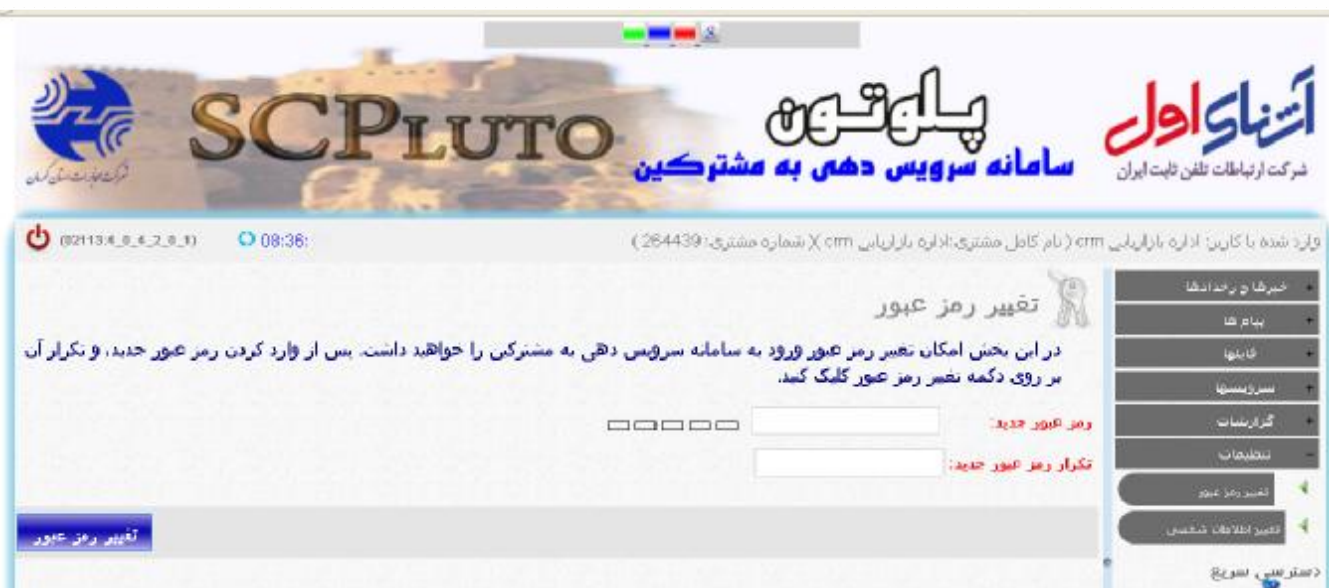 آشنای اول
شرکت ارتباطات تلفن ثابت ایران
پلوتون
سامانه سرویس دهی به مشترکین
SCPLUTO
وارد شده با کاربر: اداره بازاریابی crm ( نام کامل مشتری:اداره بازاریابی crm )( شماره مشتری: 264439 )
08:36:
خبرها و رخدادها
پیام ها
فایلها
سرویسها
گزارشات
تنظیمات
تغییر رمز عبور
تغییر اطلاعات شخصی
دسترسی سریع
تغییر رمز عبور
در این بخش امکان تغییر رمز عبور ورود به سامانه سرویس دهی به مشترکین را خواهید داشت. پس از وارد کردن رمز عبور جدید، و تکرار آن
بر روی دکمه تغییر رمز عبور کلیک کنید.
رمز عبور جدید:
تکرار رمز عبور جدید:
تغییر رمز عبور